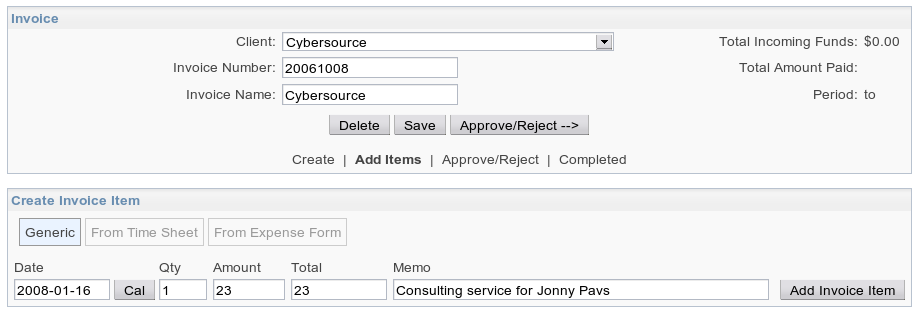 Invoice
Client: Cybersource Total Incoming Funds: $0.00
Invoice Number: 20061008 Total Amount Paid:
Invoice Name: Cybersource Period: to
Delete Save Approve/Reject -->
Create | Add Items | Approve/Reject | Completed
Create Invoice Item
Generic From Time Sheet From Expense Form
Date Qty Amount Total Memo
2008-01-16 Cal 1 23 23 Consulting service for Jonny Pavs Add Invoice Item